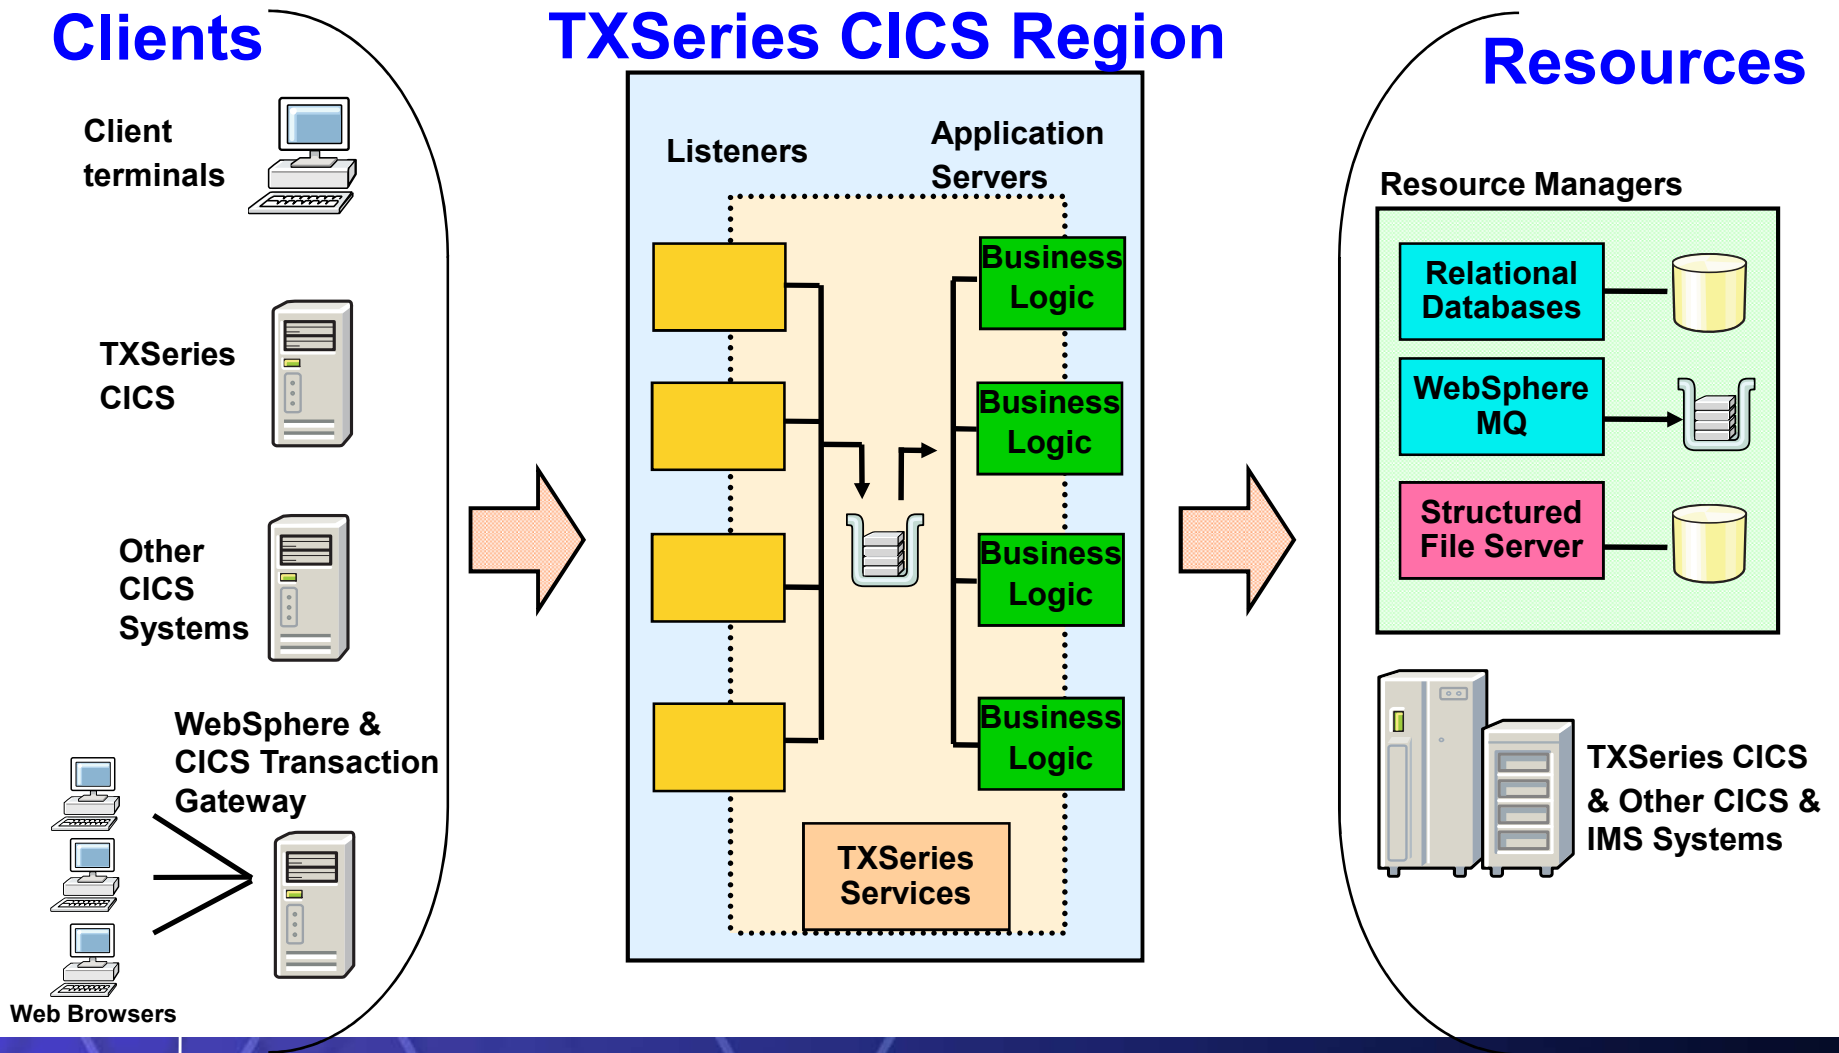 Clients
TXSeries CICS Region
Resources
Client
terminals
TXSeries
CICS
Other
CICS
Systems
WebSphere &
CICS Transaction
Gateway
Web Browsers
Listeners
Application
Servers
Business
Logic
Business
Logic
Business
Logic
Business
Logic
TXSeries
Services
Resource Managers
Relational
Databases
WebSphere
MQ
Structured
File Server
TXSeries CICS
& Other CICS &
IMS Systems